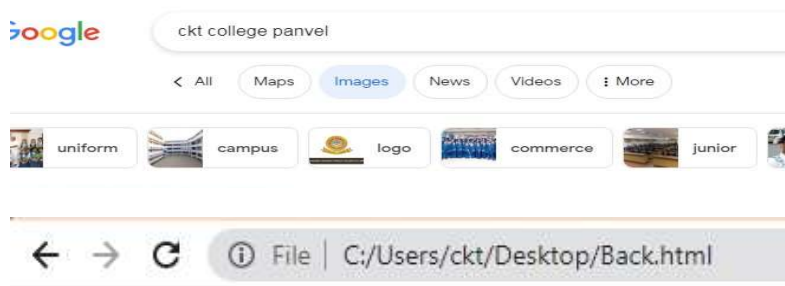 Google
ckt college panvel
All Maps Images News Videos More
uniform campus logo commerce junior
File C:/Users/ckt/Desktop/Back.html